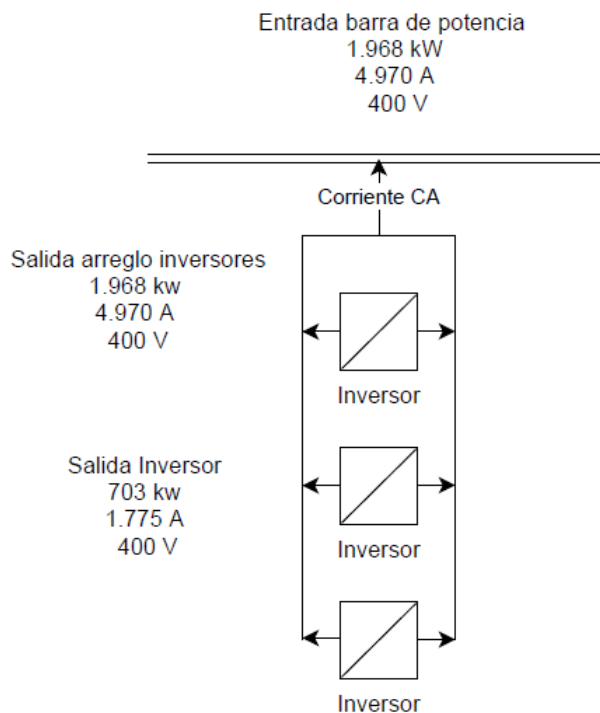 Entrada barra de potencia
1.968 kW
4.970 A
400 V
Corriente CA
Salida arreglo inversores
1.968 kw
4.970 A
400 V
Inversor
Salida Inversor
703 kw
1.775 A
400 V
Inversor
Inversor